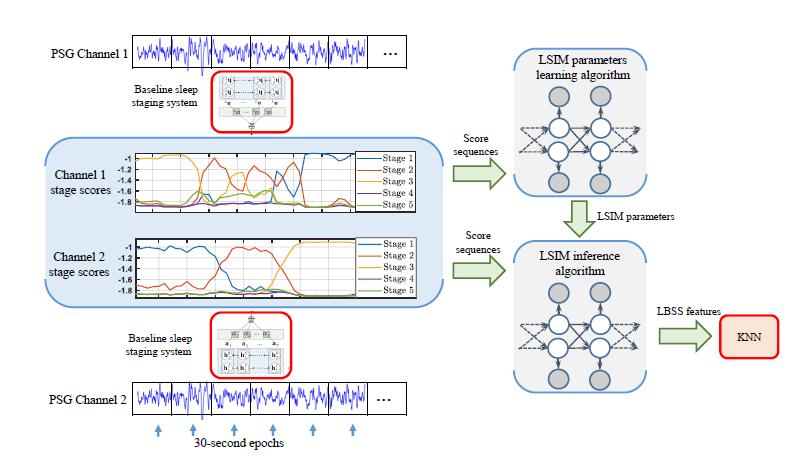 PSG Channel 1
...
Baseline sleep
staging system
Channel 1
stage scores
-1
-1.2
-1.4
-1.6
-1.8
Stage 1
Stage 2
Stage 3
Stage 4
Stage 5
Channel 2
stage scores
-1
-1.2
-1.4
-1.6
-1.8
Stage 1
Stage 2
Stage 3
Stage 4
Stage 5
Baseline sleep
staging system
PSG Channel 2
...
30-second epochs
Score
sequences
Score
sequences
LSIM parameters
learning algorithm
LSIM parameters
LSIM inference
algorithm
LBSS features
KNN